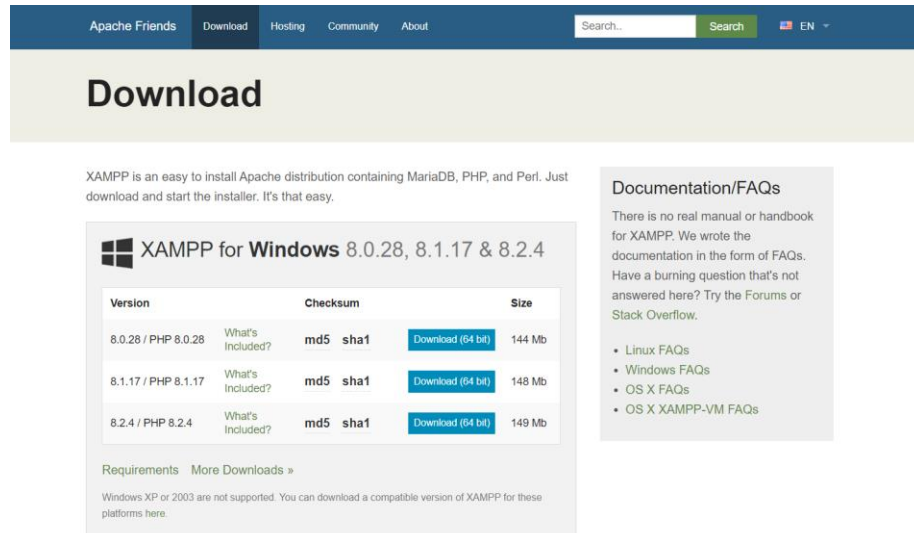 Apache Friends Download Hosting Community About Search... Search EN
Download
XAMPP is an easy to install Apache distribution containing MariaDB, PHP, and Perl. Just
download and start the installer. It's that easy.
XAMPP for Windows 8.0.28, 8.1.17 & 8.2.4
Version Checksum Size
8.0.28 / PHP 8.0.28 What's Included? md5 sha1 Download (64 bit) 144 Mb
8.1.17 / PHP 8.1.17 What's Included? md5 sha1 Download (64 bit) 148 Mb
8.2.4 / PHP 8.2.4 What's Included? md5 sha1 Download (64 bit) 149 Mb
Requirements More Downloads »
Windows XP or 2003 are not supported. You can download a compatible version of XAMPP for these
platforms here.
Documentation/FAQs
There is no real manual or handbook
for XAMPP. We wrote the
documentation in the form of FAQs.
Have a burning question that's not
answered here? Try the Forums or
Stack Overflow.
• Linux FAQs
• Windows FAQs
• OS X FAQs
• OS X XAMPP-VM FAQs